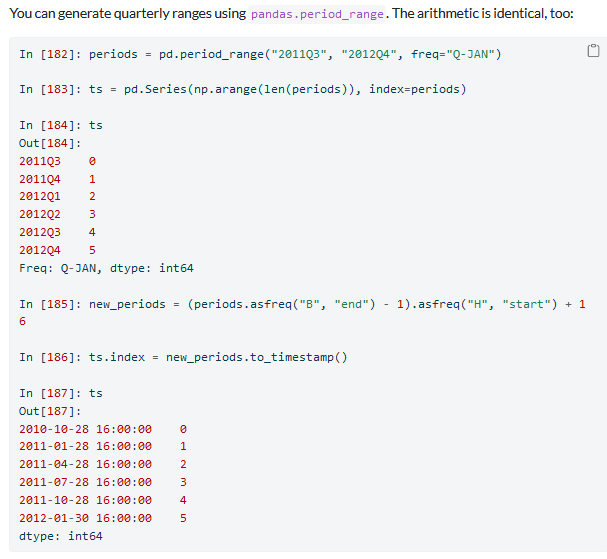 You can generate quarterly ranges using pandas.period_range. The arithmetic is identical, too:
In [182]: periods = pd.period_range("2011Q3", "2012Q4", freq="Q-JAN")
In [183]: ts = pd.Series(np.arange(len(periods)), index=periods)
In [184]: ts
Out[184]:
2011Q3    0
2011Q4    1
2012Q1    2
2012Q2    3
2012Q3    4
2012Q4    5
Freq: Q-JAN, dtype: int64
In [185]: new_periods = (periods.asfreq("B", "end") - 1).asfreq("H", "start") + 1
6
In [186]: ts.index = new_periods.to_timestamp()
In [187]: ts
Out[187]:
2010-10-28 16:00:00    0
2011-01-28 16:00:00    1
2011-04-28 16:00:00    2
2011-07-28 16:00:00    3
2011-10-28 16:00:00    4
2012-01-30 16:00:00    5
dtype: int64